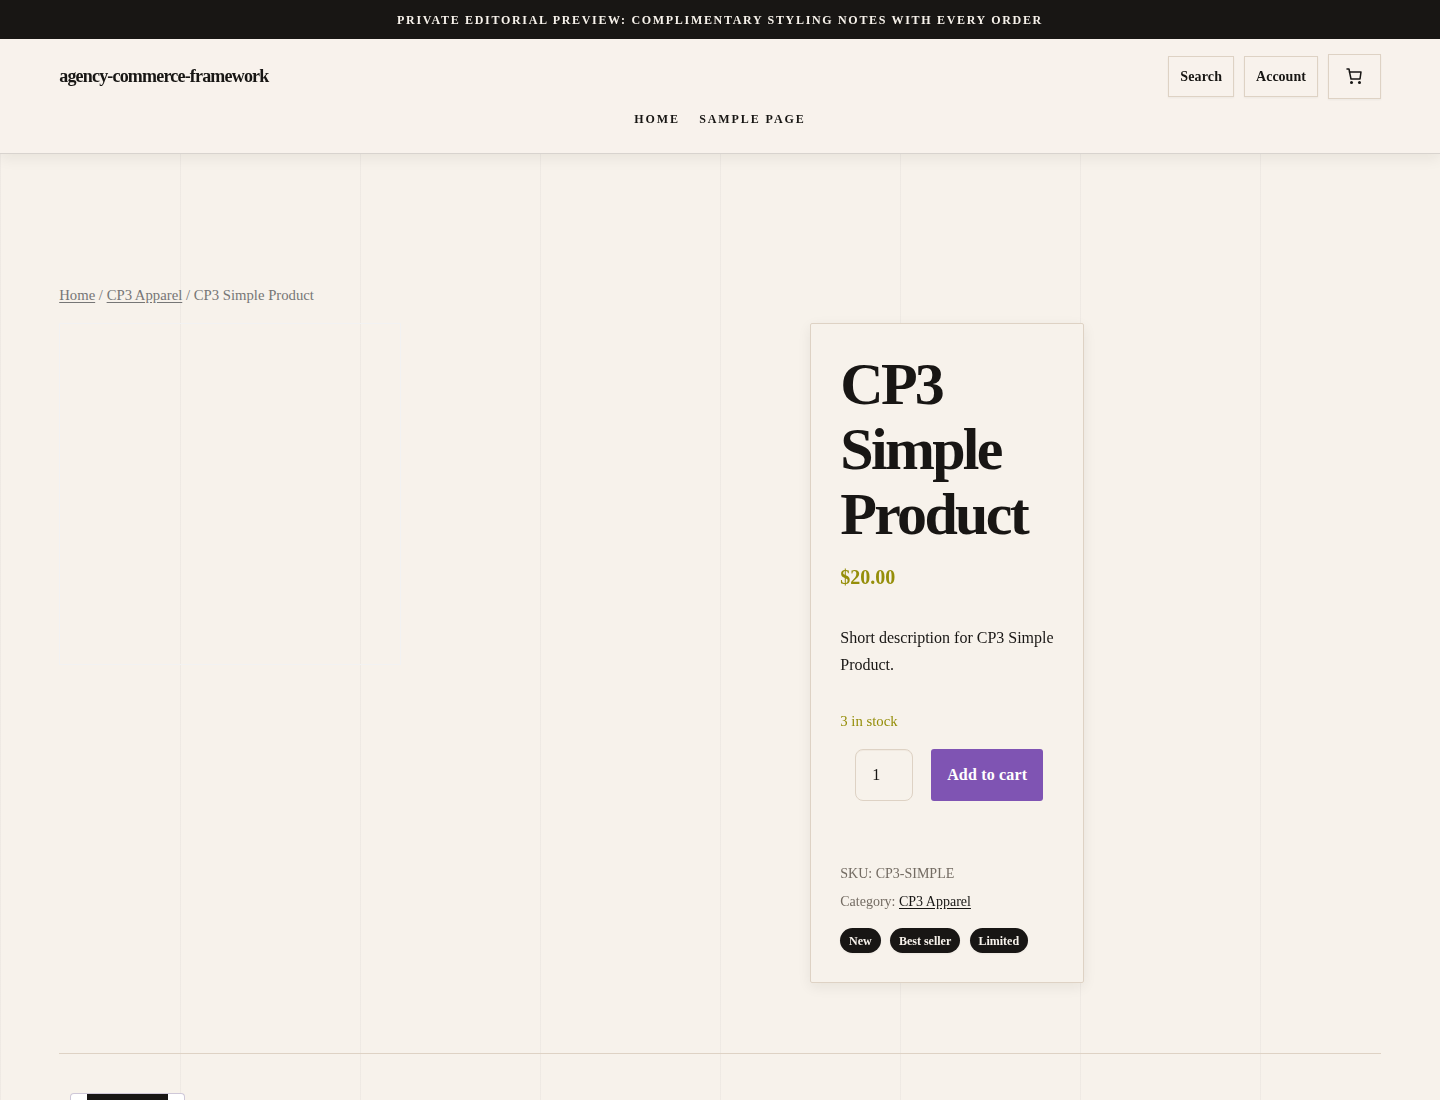 PRIVATE EDITORIAL PREVIEW: COMPLIMENTARY STYLING NOTES WITH EVERY ORDER
agency-commerce-framework
Search
Account
HOME
SAMPLE PAGE
Home / CP3 Apparel / CP3 Simple Product
CP3
Simple
Product
$20.00
Short description for CP3 Simple
Product.
3 in stock
1
Add to cart
SKU: CP3-SIMPLE
Category: CP3 Apparel
New
Best seller
Limited